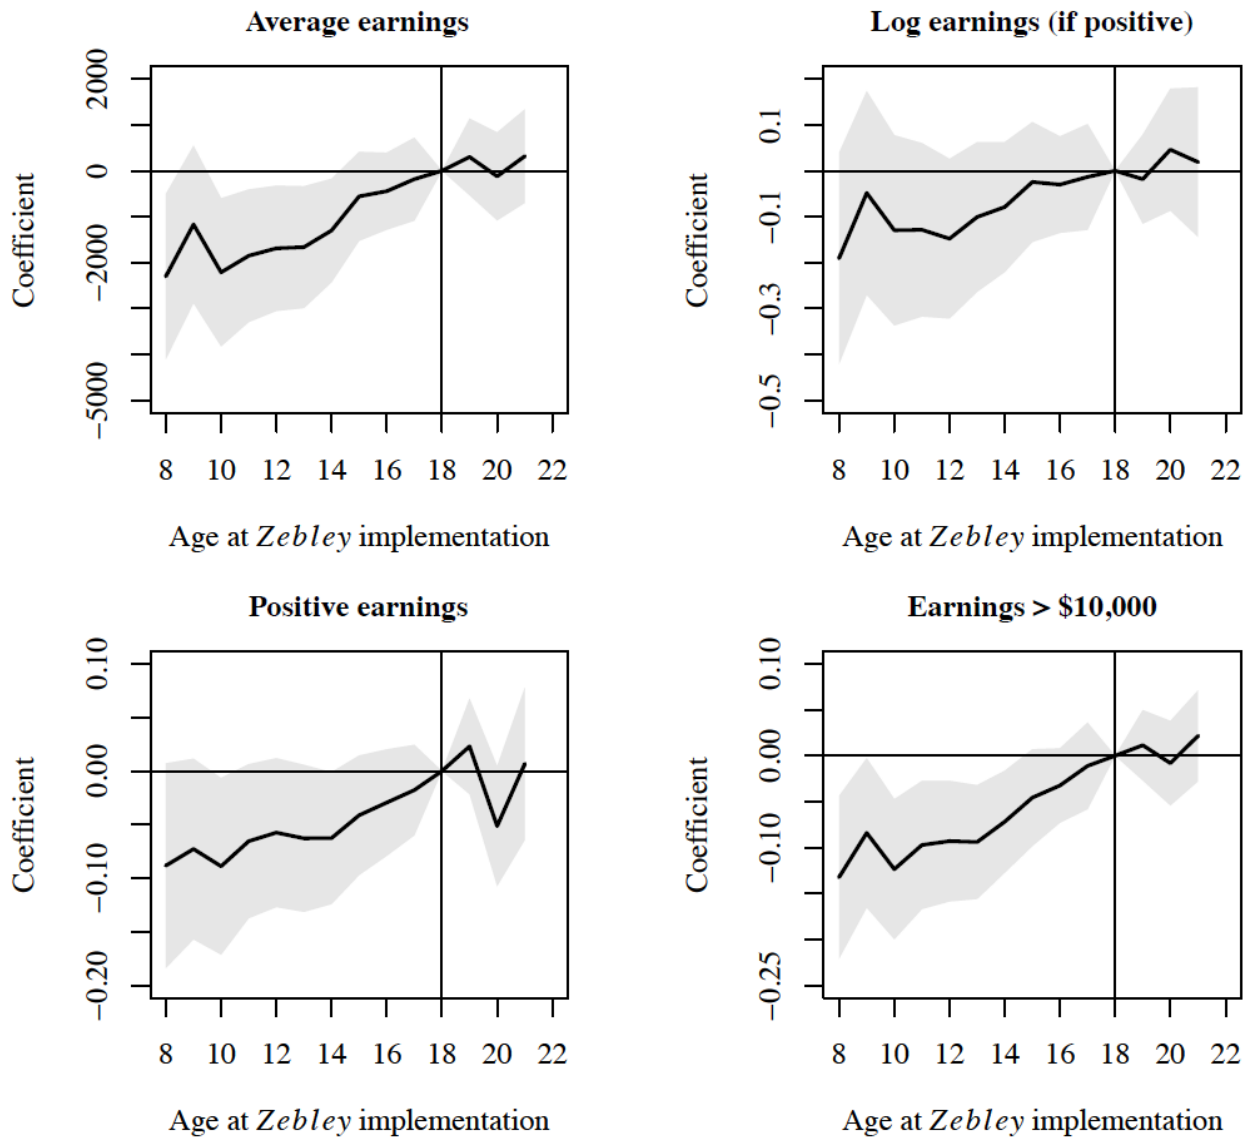 Average earnings
Coefficient
2000
0
−2000
−5000
8 10 12 14 16 18 20 22
Age at Zebley implementation
Log earnings (if positive)
Coefficient
0.1
−0.1
−0.3
−0.5
8 10 12 14 16 18 20 22
Age at Zebley implementation
Positive earnings
Coefficient
0.10
0.00
−0.10
−0.20
8 10 12 14 16 18 20 22
Age at Zebley implementation
Earnings > $10,000
Coefficient
0.10
0.00
−0.10
−0.25
8 10 12 14 16 18 20 22
Age at Zebley implementation